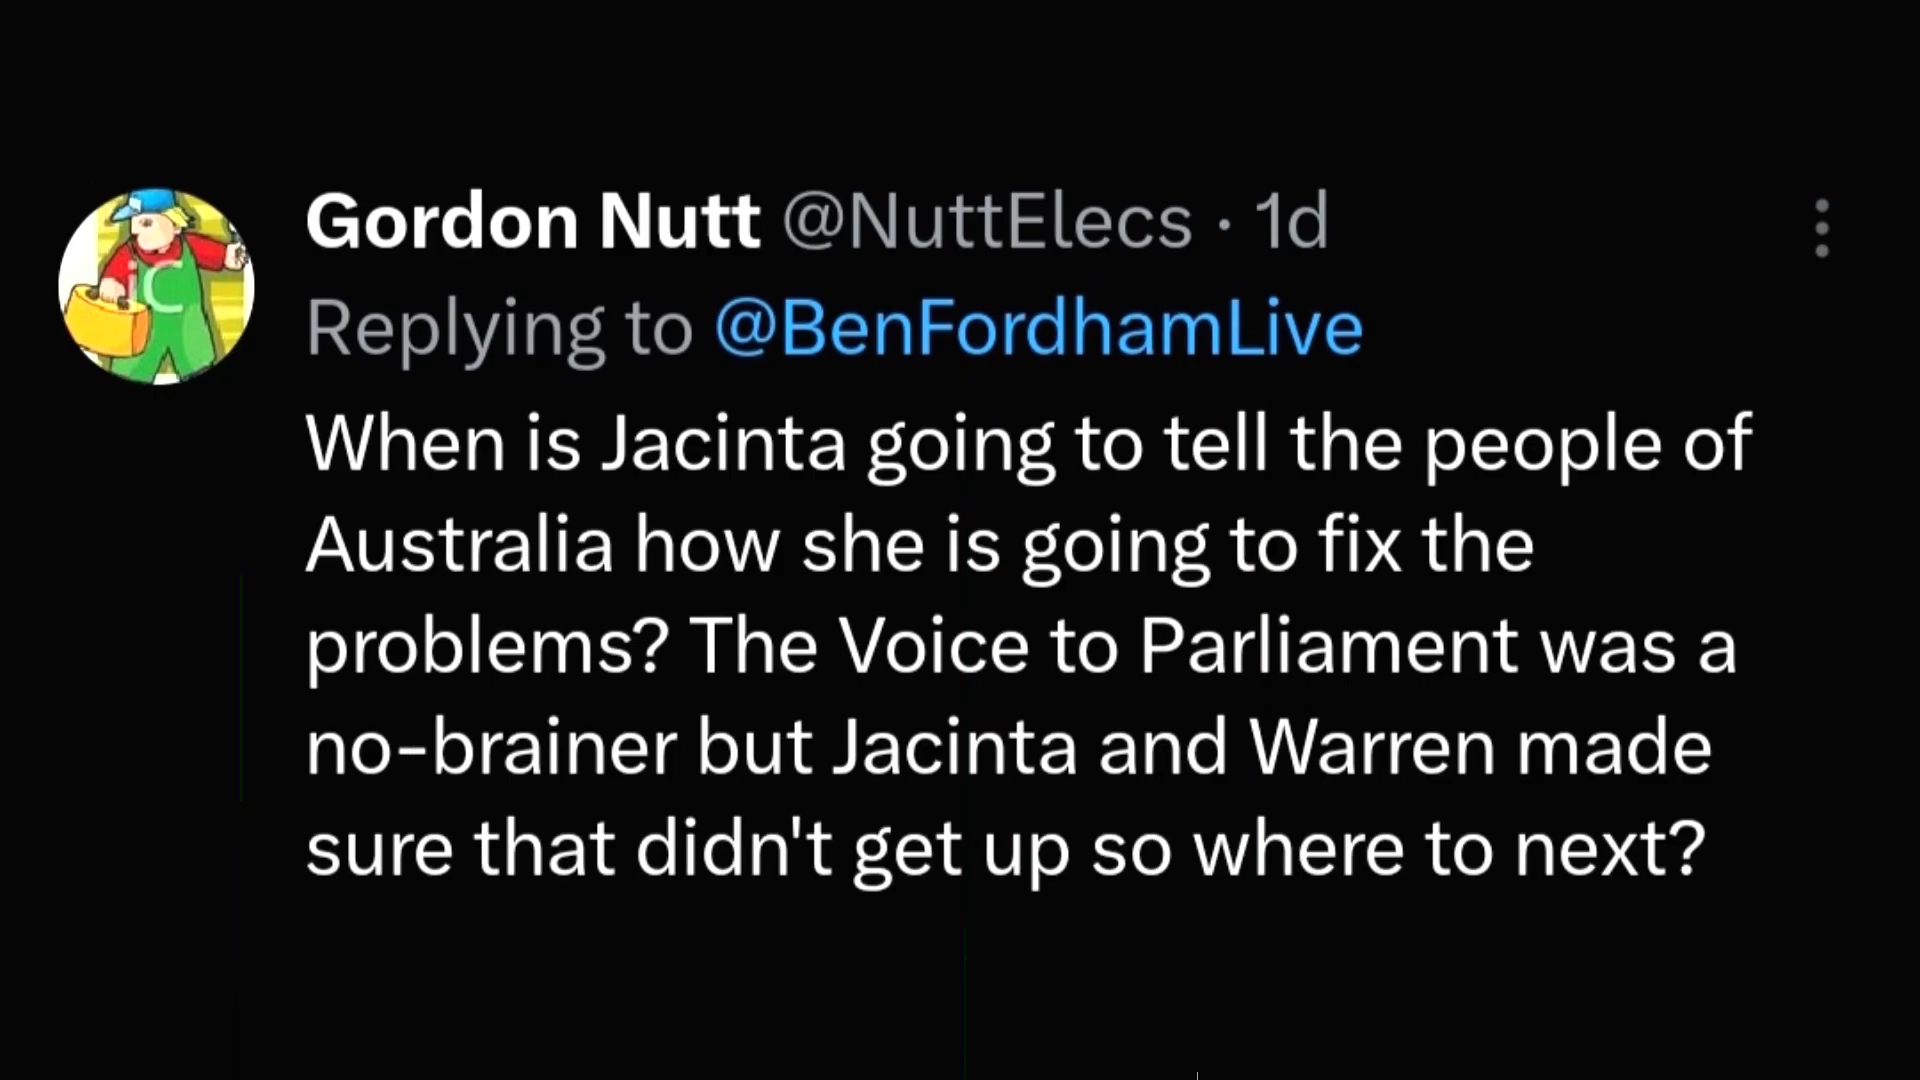 Gordon Nutt @NuttElecs · 1d
Replying to @BenFordhamLive
When is Jacinta going to tell the people of
Australia how she is going to fix the
problems? The Voice to Parliament was a
no-brainer but Jacinta and Warren made
sure that didn't get up so where to next?